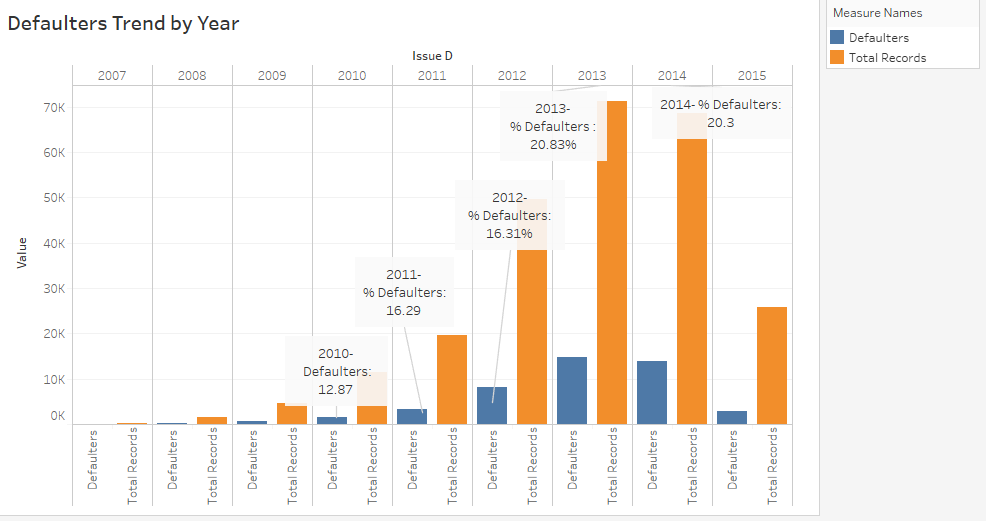 Defaulters Trend by Year
Measure Names
Defaulters
Total Records
Issue D
2007 2008 2009 2010 2011 2012 2013 2014 2015
Value
70K
60K
50K
40K
30K
20K
10K
0K
2010-
Defaulters:
12.87
2011-
% Defaulters:
16.29
2012-
% Defaulters:
16.31%
2013-
% Defaulters :
20.83%
2014- % Defaulters:
20.3
Defaulters
Total Records
Defaulters
Total Records
Defaulters
Total Records
Defaulters
Total Records
Defaulters
Total Records
Defaulters
Total Records
Defaulters
Total Records
Defaulters
Total Records
Defaulters
Total Records